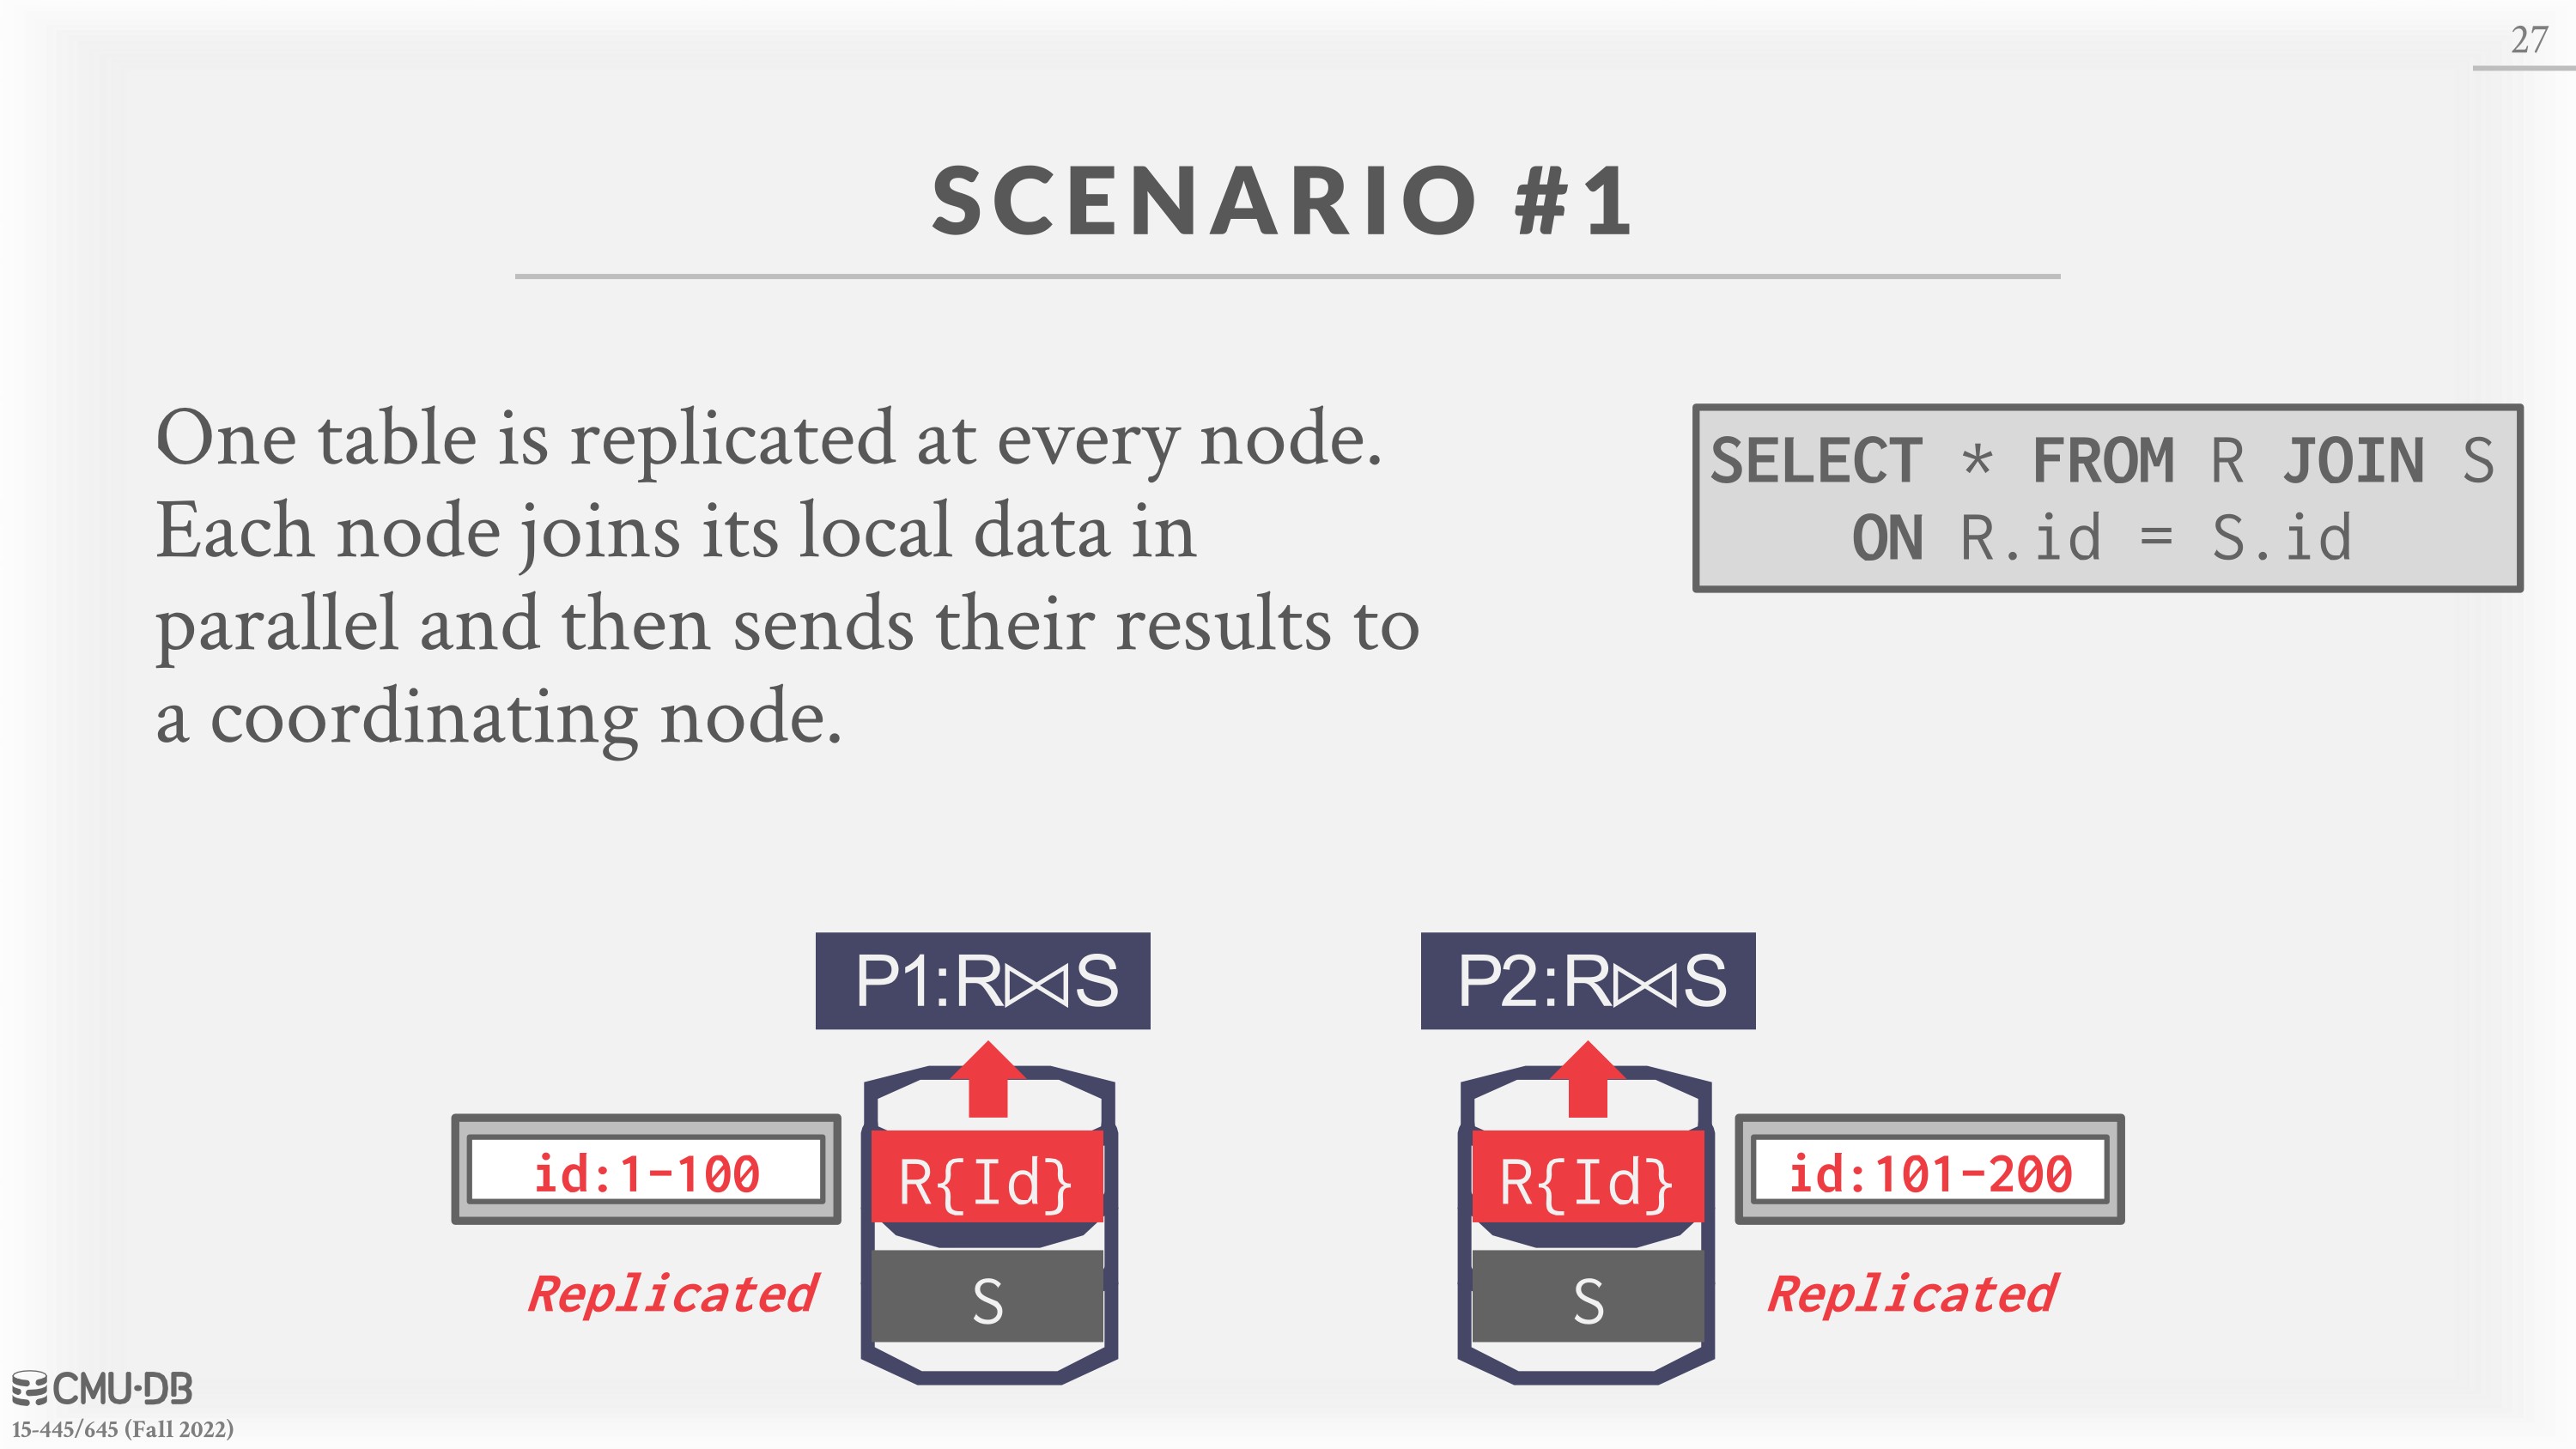 27
SCENARIO #1
One table is replicated at every node.
Each node joins its local data in
parallel and then sends their results to
a coordinating node.
SELECT * FROM R JOIN S
ON R.id = S.id
P1:R⋈S
P2:R⋈S
id:1-100
R{Id}
R{Id}
id:101-200
Replicated
S
S
Replicated
CMU·DB
15-445/645 (Fall 2022)